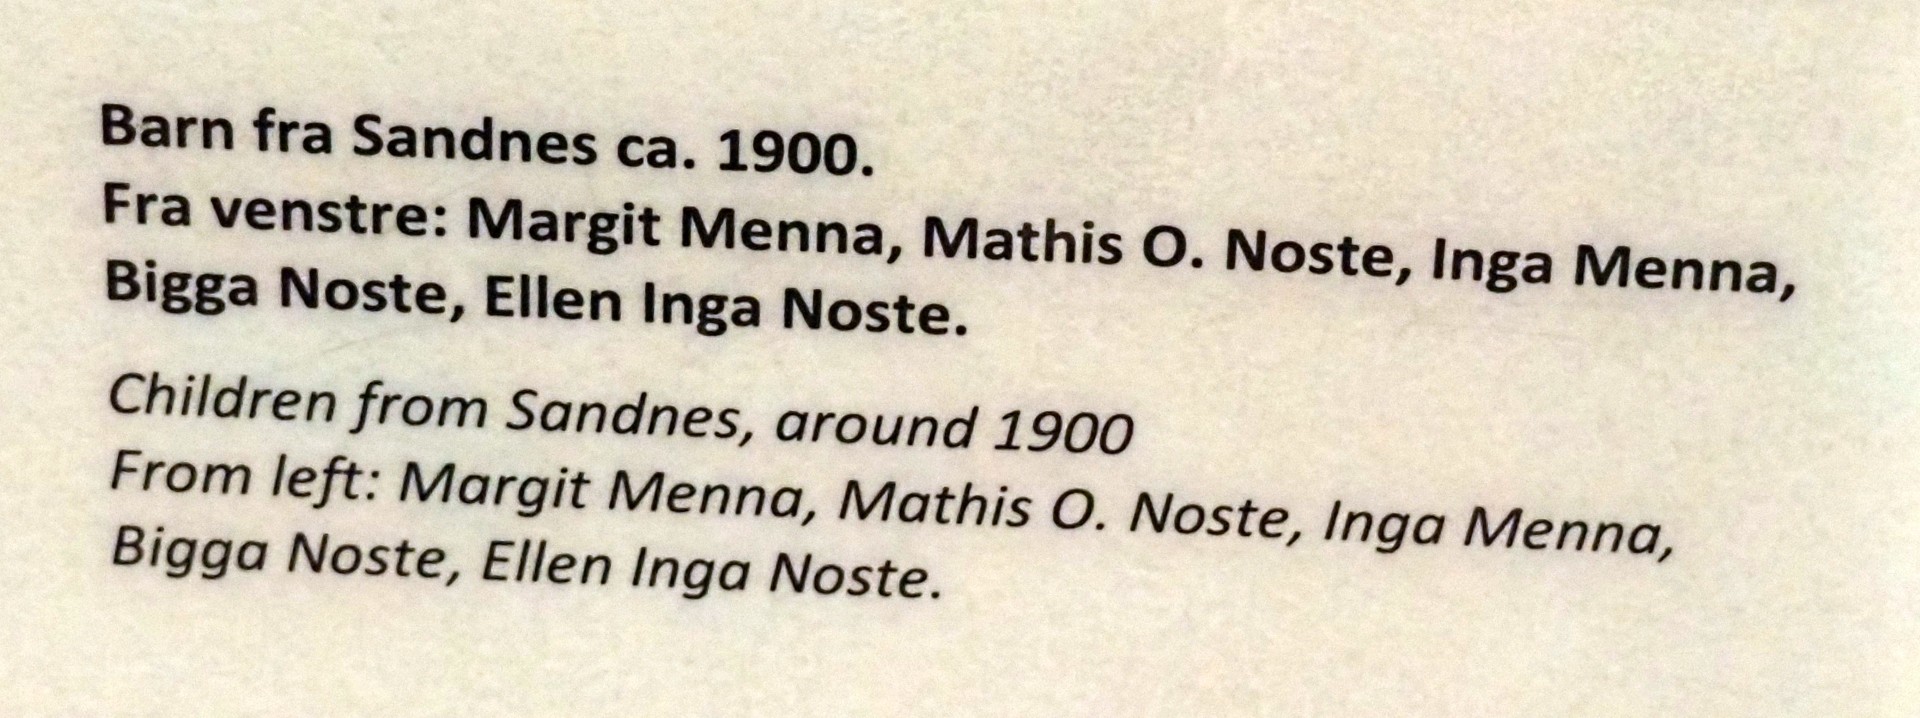 Barn fra Sandnes ca. 1900.
Fra venstre: Margit Menna, Mathis O. Noste, Inga Menna,
Bigga Noste, Ellen Inga Noste.
Children from Sandnes, around 1900
From left: Margit Menna, Mathis O. Noste, Inga Menna,
Bigga Noste, Ellen Inga Noste.